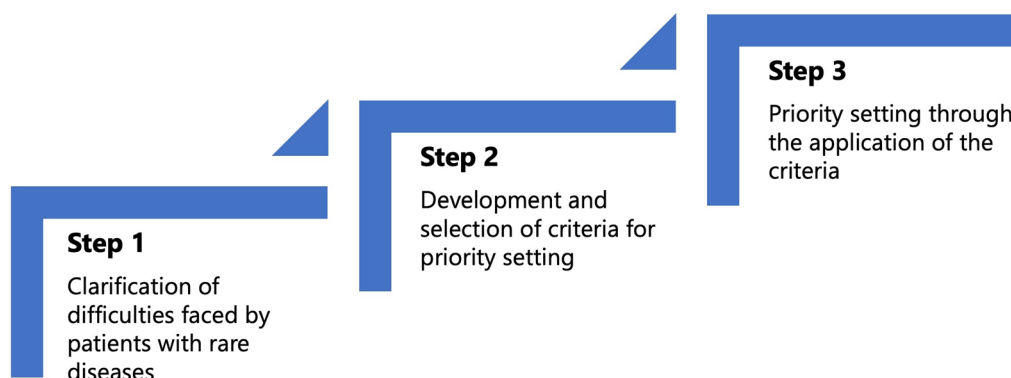 Step 1
Clarification of
difficulties faced by
patients with rare
diseases
Step 2
Development and
selection of criteria for
priority setting
Step 3
Priority setting through
the application of the
criteria